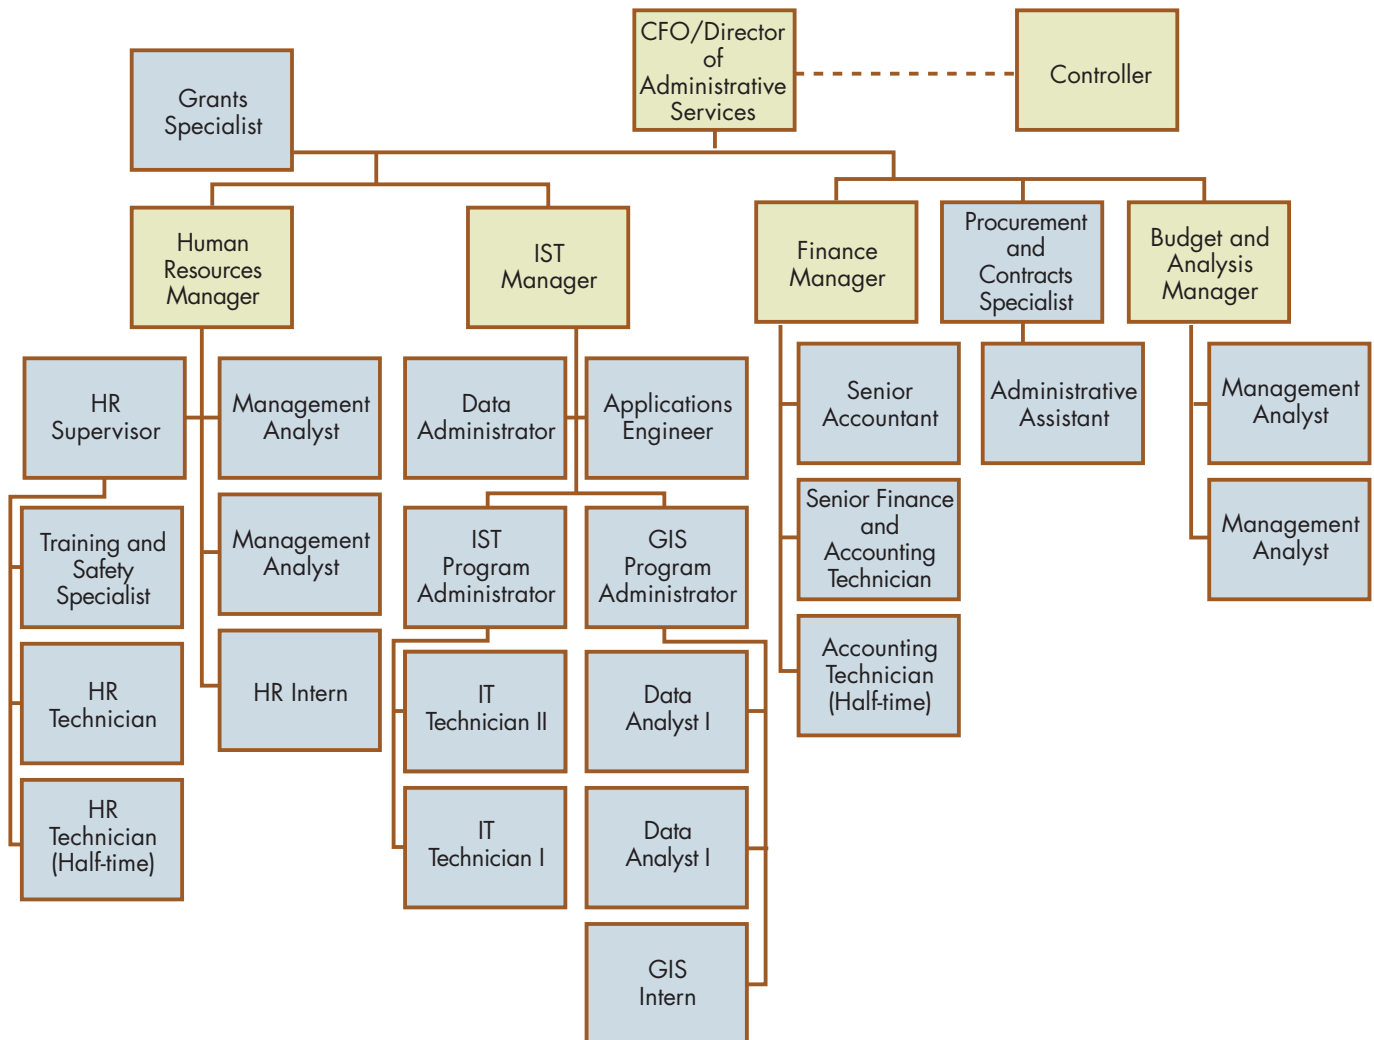 CFO/Director
of
Administrative
Services
Controller
Grants
Specialist
Human
Resources
Manager
IST
Manager
Finance
Manager
Procurement
and
Contracts
Specialist
Budget and
Analysis
Manager
HR
Supervisor
Management
Analyst
Data
Administrator
Applications
Engineer
Senior
Accountant
Administrative
Assistant
Management
Analyst
Training and
Safety
Specialist
Management
Analyst
IST
Program
Administrator
GIS
Program
Administrator
Senior Finance
and
Accounting
Technician
Management
Analyst
HR
Technician
HR Intern
IT
Technician II
Data
Analyst I
Accounting
Technician
(Half-time)
HR
Technician
(Half-time)
IT
Technician I
Data
Analyst I
GIS
Intern